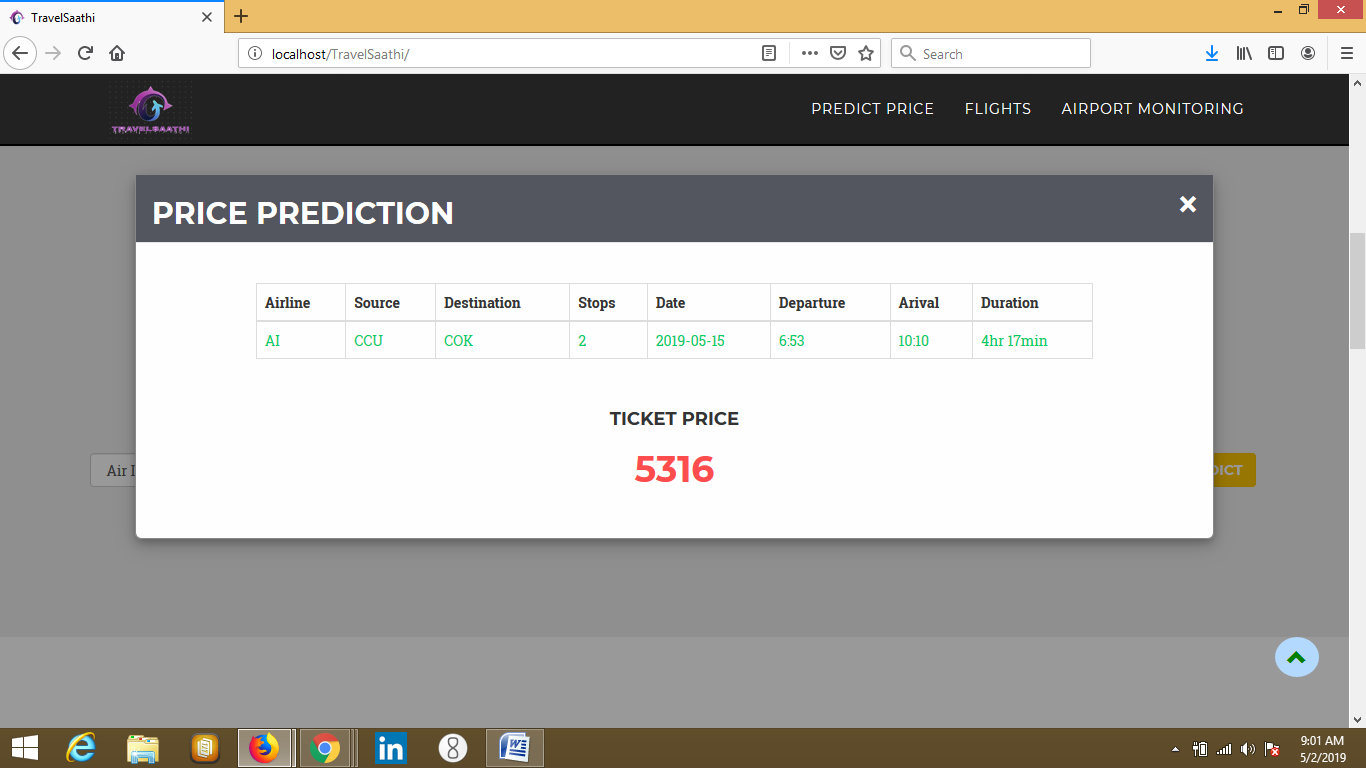 TravelSaathi
localhost/TravelSaathi/
Search
TRAVELSAATHI
PREDICT PRICE FLIGHTS AIRPORT MONITORING
PRICE PREDICTION
Airline Source Destination Stops Date Departure Arival Duration
AI CCU COK 2 2019-05-15 6:53 10:10 4hr 17min
TICKET PRICE
5316
Air I
DICT
9:01 AM
5/2/2019